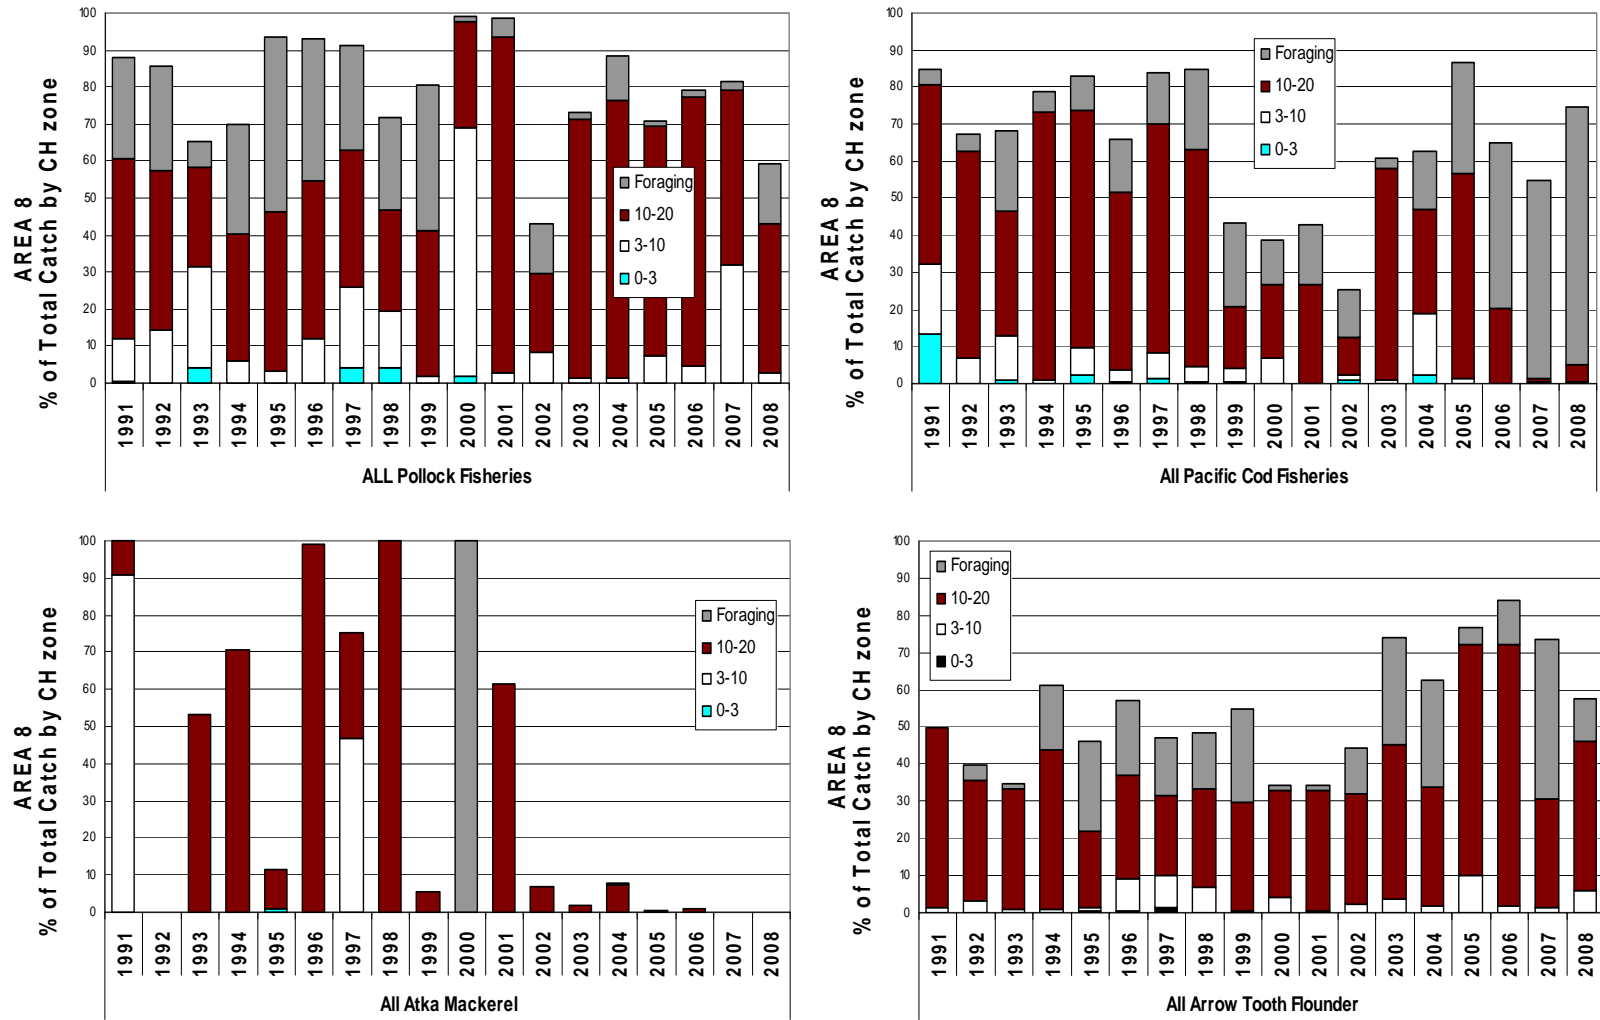 AREA 8
% of Total Catch by CH zone
100
90
80
70
60
50
40
30
20
10
0
Foraging
10-20
3-10
0-3
1991 1992 1993 1994 1995 1996 1997 1998 1999 2000 2001 2002 2003 2004 2005 2006 2007 2008
ALL Pollock Fisheries
AREA 8
% of Total Catch by CH zone
100
90
80
70
60
50
40
30
20
10
0
Foraging
10-20
3-10
0-3
1991 1992 1993 1994 1995 1996 1997 1998 1999 2000 2001 2002 2003 2004 2005 2006 2007 2008
All Pacific Cod Fisheries
AREA 8
% of Total Catch by CH zone
100
90
80
70
60
50
40
30
20
10
0
Foraging
10-20
3-10
0-3
1991 1992 1993 1994 1995 1996 1997 1998 1999 2000 2001 2002 2003 2004 2005 2006 2007 2008
All Atka Mackerel
AREA 8
% of Total Catch by CH zone
100
90
80
70
60
50
40
30
20
10
0
Foraging
10-20
3-10
0-3
1991 1992 1993 1994 1995 1996 1997 1998 1999 2000 2001 2002 2003 2004 2005 2006 2007 2008
All Arrow Tooth Flounder